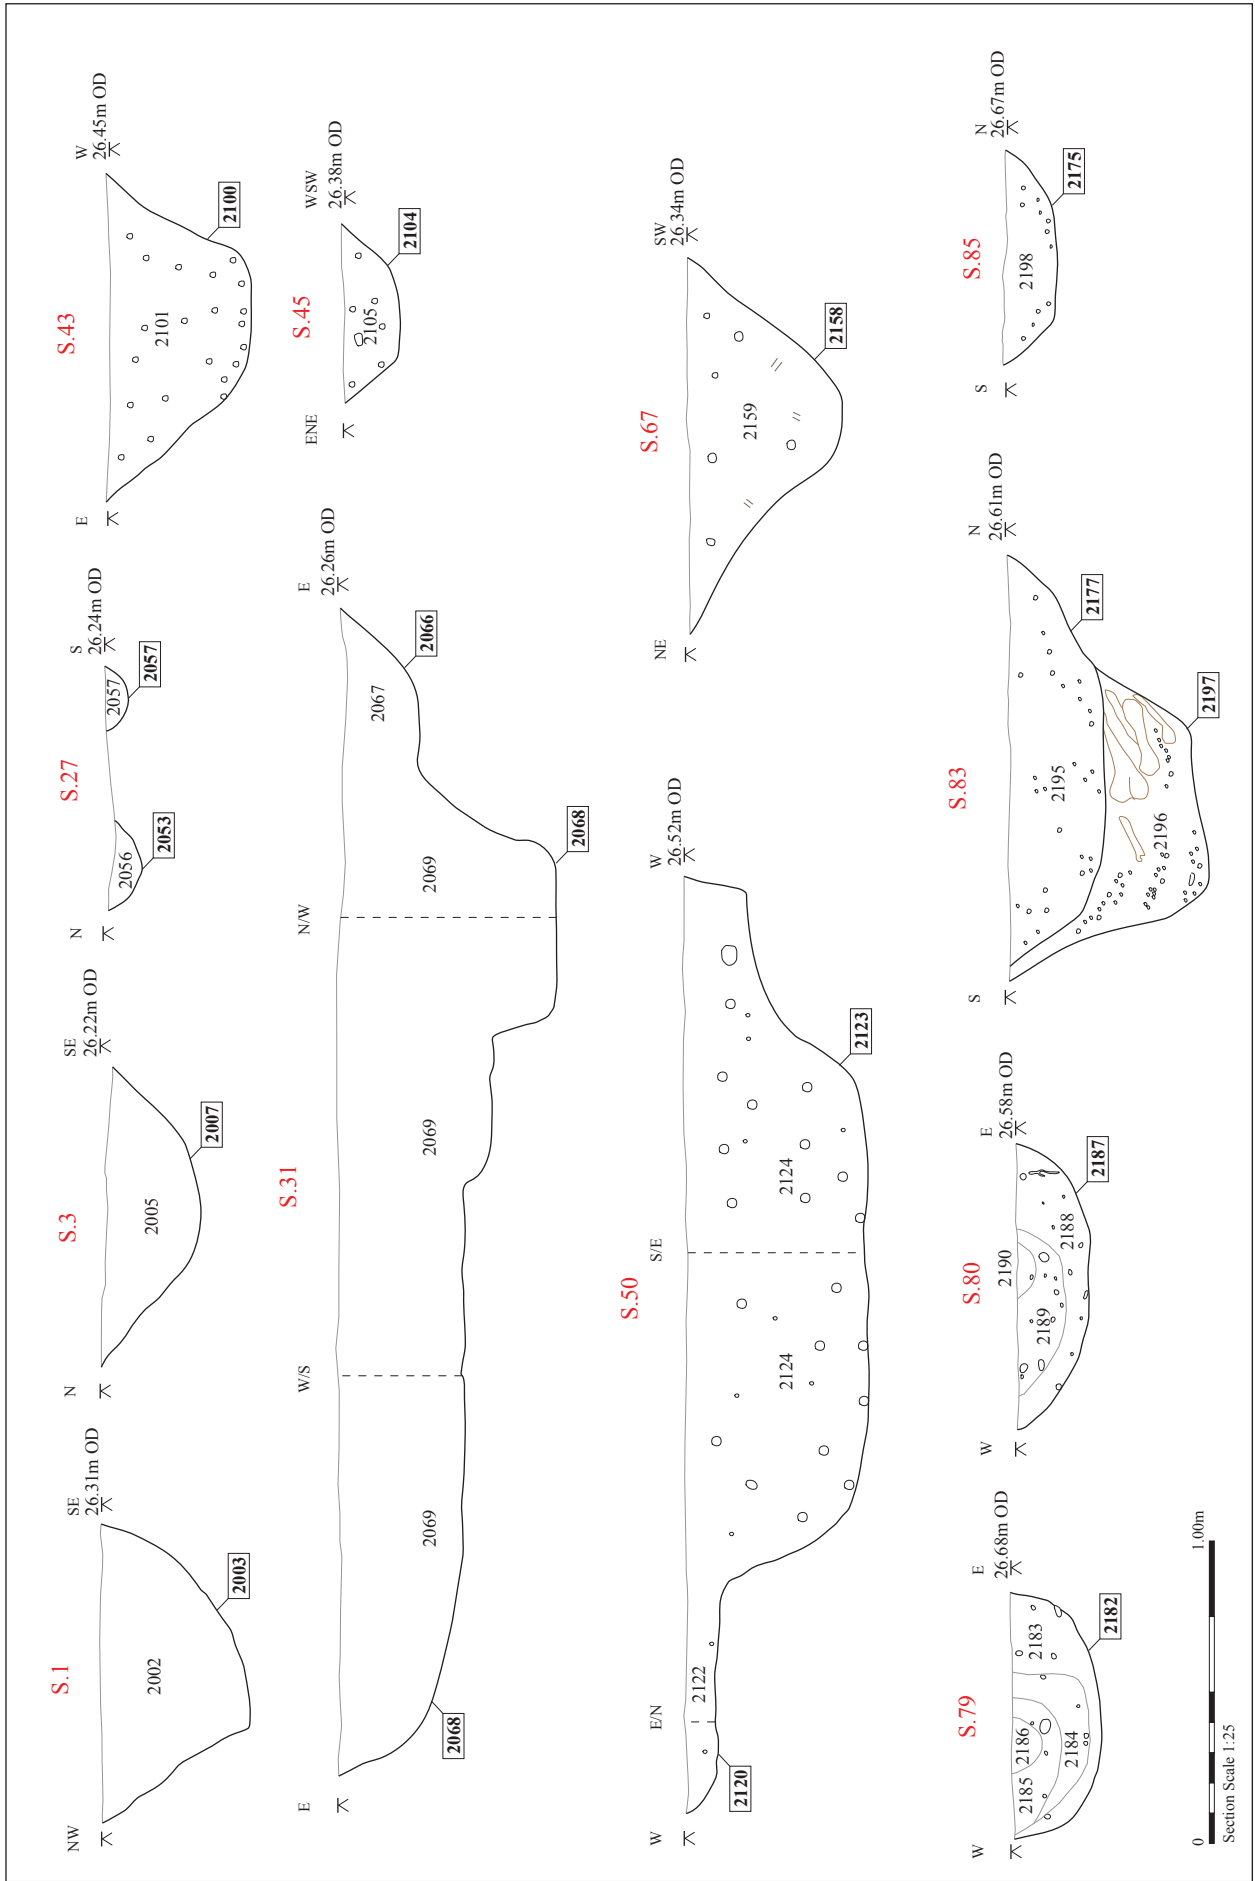 S.1
NW
SE
26.31m OD
2002
2003
S.3
N
SE
26.22m OD
2005
2007
S.27
N
S
26.24m OD
2056
2053
2057
2057
S.43
E
W
26.45m OD
2101
2100
S.31
E
W/S
N/W
E
26.26m OD
2069
2069
2069
2067
2068
2068
2066
S.45
ENE
WSW
26.38m OD
2105
2104
S.50
W
E/N
S/E
W
26.52m OD
2122
2124
2124
2120
2123
S.67
NE
SW
26.34m OD
2159
2158
S.79
W
E
26.68m OD
2185
2186
2184
2183
2182
S.80
W
E
26.58m OD
2189
2190
2188
2187
S.83
S
N
26.61m OD
2195
2196
2177
2197
S.85
S
N
26.67m OD
2198
2175
0
1.00m
Section Scale 1:25